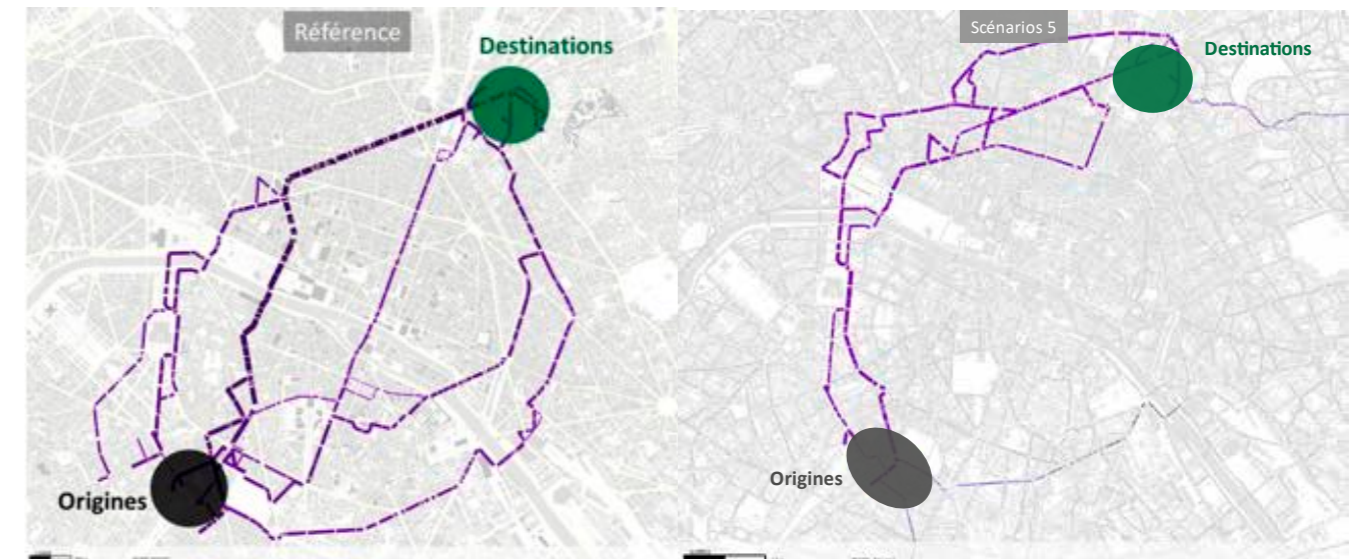 Référence
Destinations
Origines
Scénarios 5
Destinations
Origines